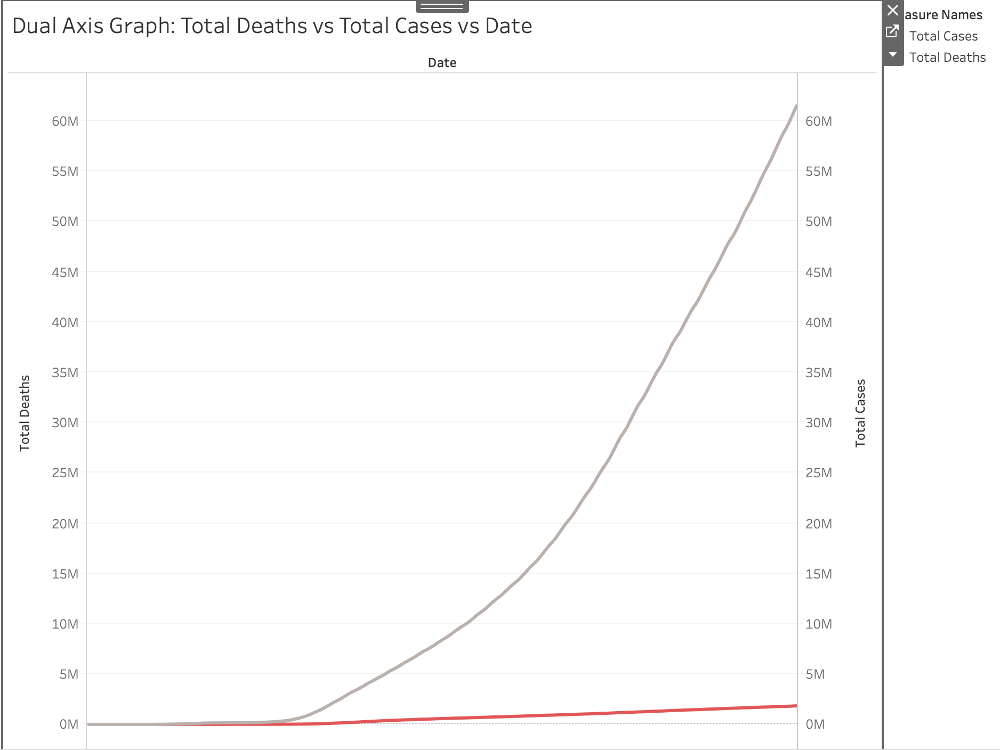 Dual Axis Graph: Total Deaths vs Total Cases vs Date
asure Names
Total Cases
Total Deaths
Date
60M
55M
50M
45M
40M
35M
30M
25M
20M
15M
10M
5M
0M
Total Deaths
60M
55M
50M
45M
40M
35M
30M
25M
20M
15M
10M
5M
0M
Total Cases